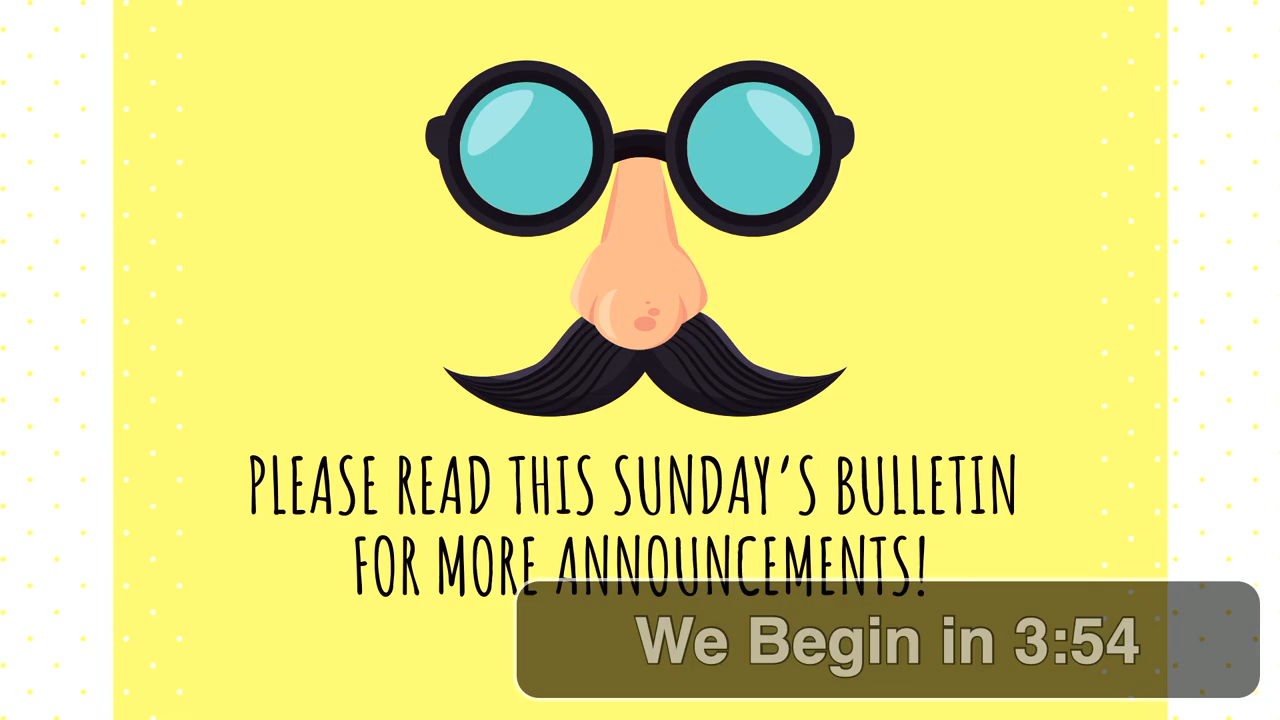 PLEASE READ THIS SUNDAY'S BULLETIN
FOR MORE ANNOUNCEMENTS!
We Begin in 3:54